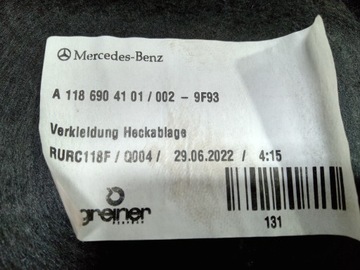 Mercedes-Benz
A 118 690 41 01 / 002 - 9F93
Verkleidung Heckablage
RURC118F / Q004 / 29.06.2022 / 4:15
greiner
131